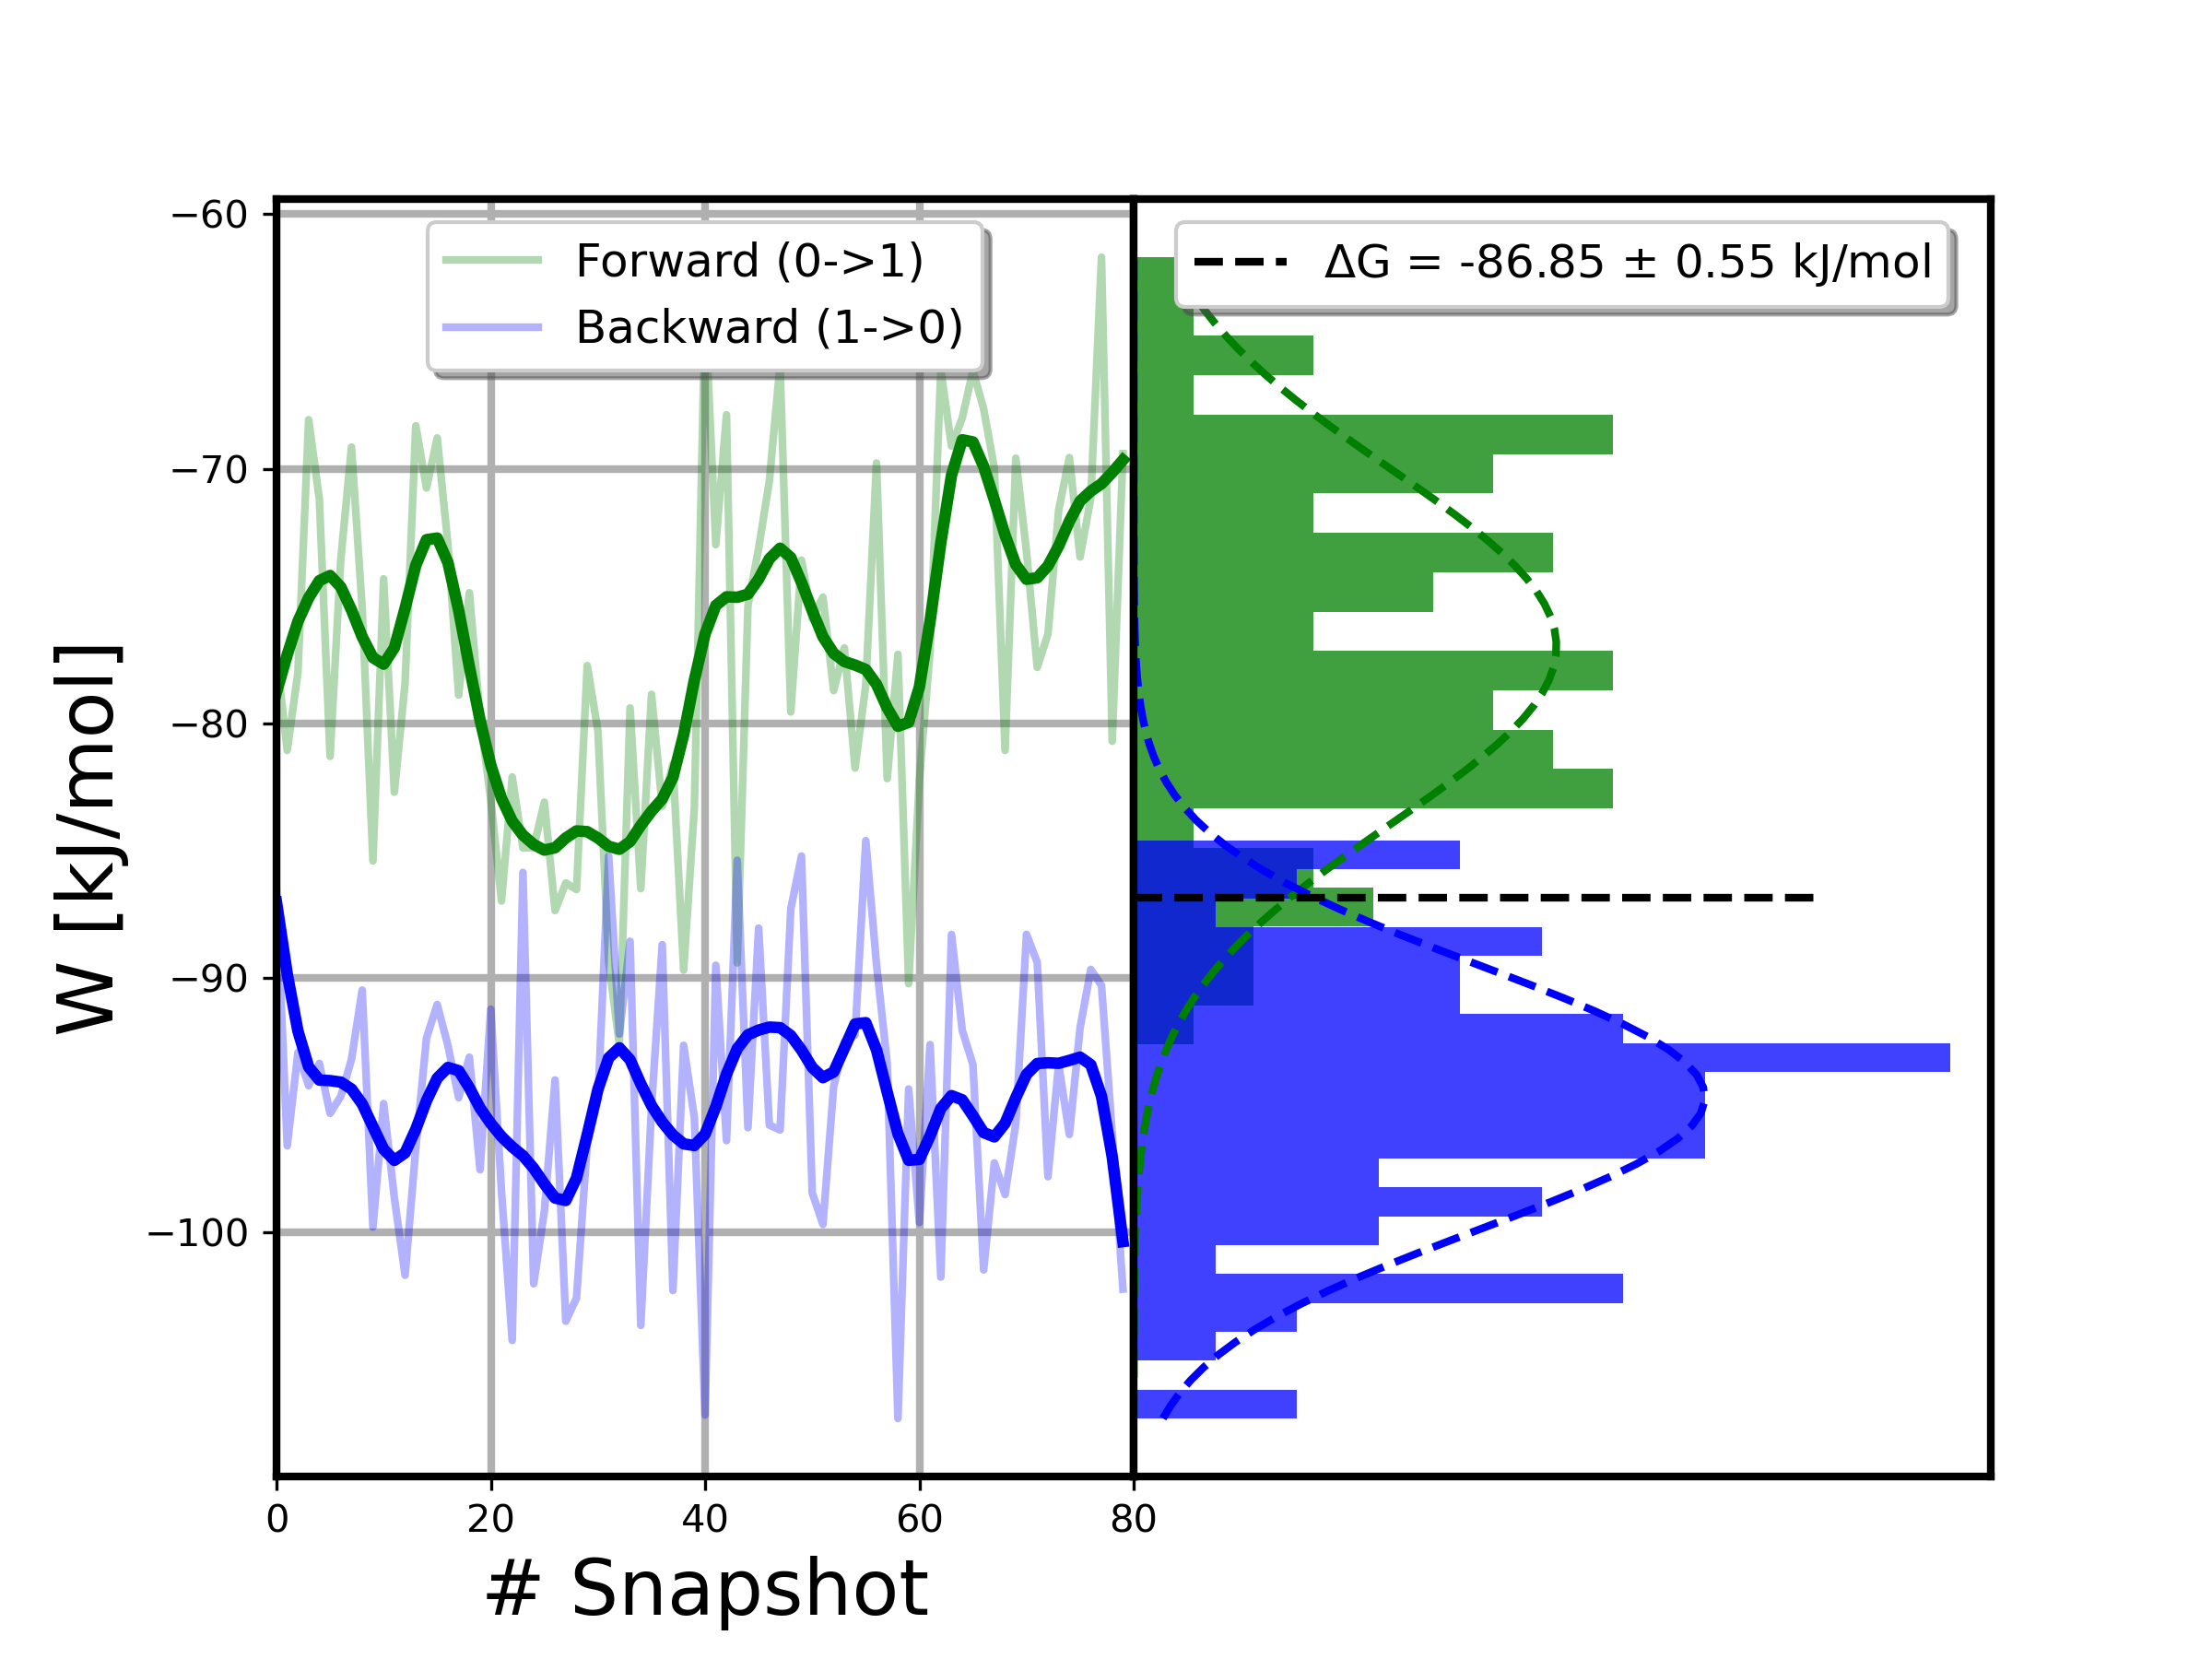 Forward (0->1)
Backward (1->0)
ΔG = -86.85 ± 0.55 kJ/mol
W [kJ/mol]
−60
−70
−80
−90
−100
0 20 40 60 80
# Snapshot